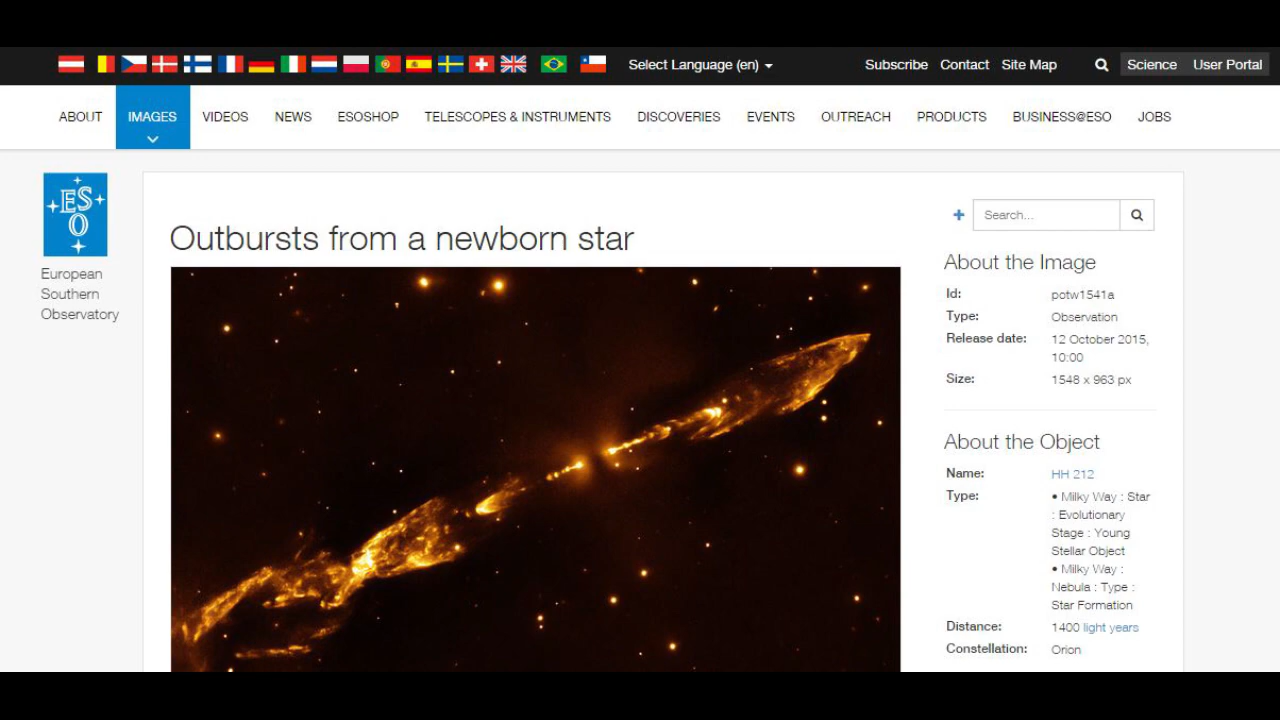 Select Language (en)
Subscribe Contact Site Map
Science User Portal
ABOUT IMAGES VIDEOS NEWS ESOSHOP TELESCOPES & INSTRUMENTS DISCOVERIES EVENTS OUTREACH PRODUCTS BUSINESS@ESO JOBS
ESO
European
Southern
Observatory
Outbursts from a newborn star
Search...
About the Image
Id: potw1541a
Type: Observation
Release date: 12 October 2015,
10:00
Size: 1548 x 963 px
About the Object
Name: HH 212
Type: • Milky Way : Star
: Evolutionary
Stage : Young
Stellar Object
• Milky Way :
Nebula : Type :
Star Formation
Distance: 1400 light years
Constellation: Orion